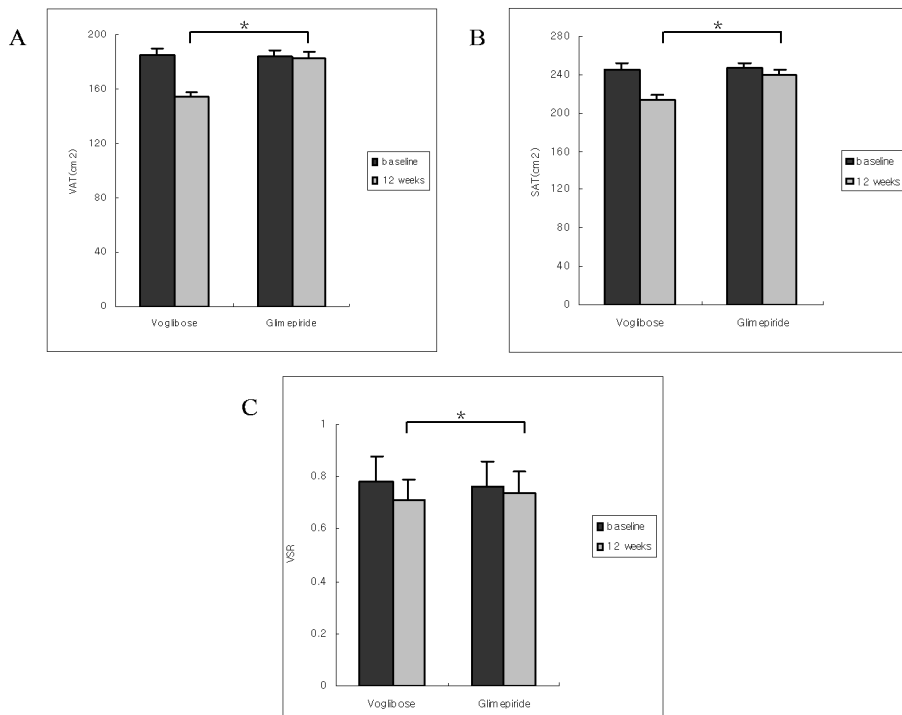 A
*
200
160
120
80
40
0
VAT(cm2)
Voglibose
Glimepiride
baseline
12 weeks
B
*
280
240
200
160
120
80
40
0
SAT(cm2)
Voglibose
Glimepiride
baseline
12 weeks
C
*
1
0.8
0.6
0.4
0.2
0
VSR
Voglibose
Glimepiride
baseline
12 weeks